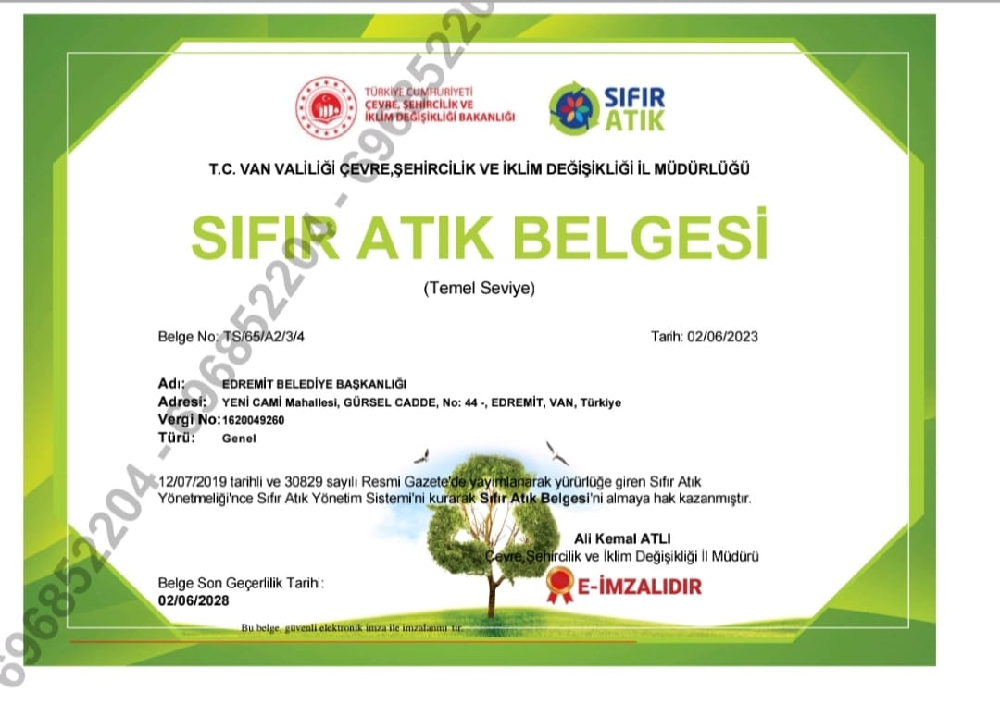 TÜRKİYE CUMHURİYETİ
ÇEVRE, ŞEHİRCİLİK VE
İKLİM DEĞİŞİKLİĞİ BAKANLIĞI
SIFIR
ATIK
T.C. VAN VALİLİĞİ ÇEVRE,ŞEHİRCİLİK VE İKLİM DEĞİŞİKLİĞİ İL MÜDÜRLÜĞÜ
SIFIR ATIK BELGESİ
(Temel Seviye)
Belge No: TS/65/A2/3/4 Tarih: 02/06/2023
Adı: EDREMİT BELEDİYE BAŞKANLIĞI
Adresi: YENİ CAMİ Mahallesi, GÜRSEL CADDE, No: 44 -, EDREMİT, VAN, Türkiye
Vergi No: 1620049260
Türü: Genel
12/07/2019 tarihli ve 30829 sayılı Resmi Gazete'de yayımlanarak yürürlüğe giren Sıfır Atık
Yönetmeliği'nce Sıfır Atık Yönetim Sistemi'ni kurarak Sıfır Atık Belgesi'ni almaya hak kazanmıştır.
Ali Kemal ATLI
Çevre,Şehircilik ve İklim Değişikliği İl Müdürü
E-İMZALIDIR
Belge Son Geçerlilik Tarihi:
02/06/2028
Bu belge, güvenli elektronik imza ile imzalanmı tır.
696852204 - 696852204 - 696852204